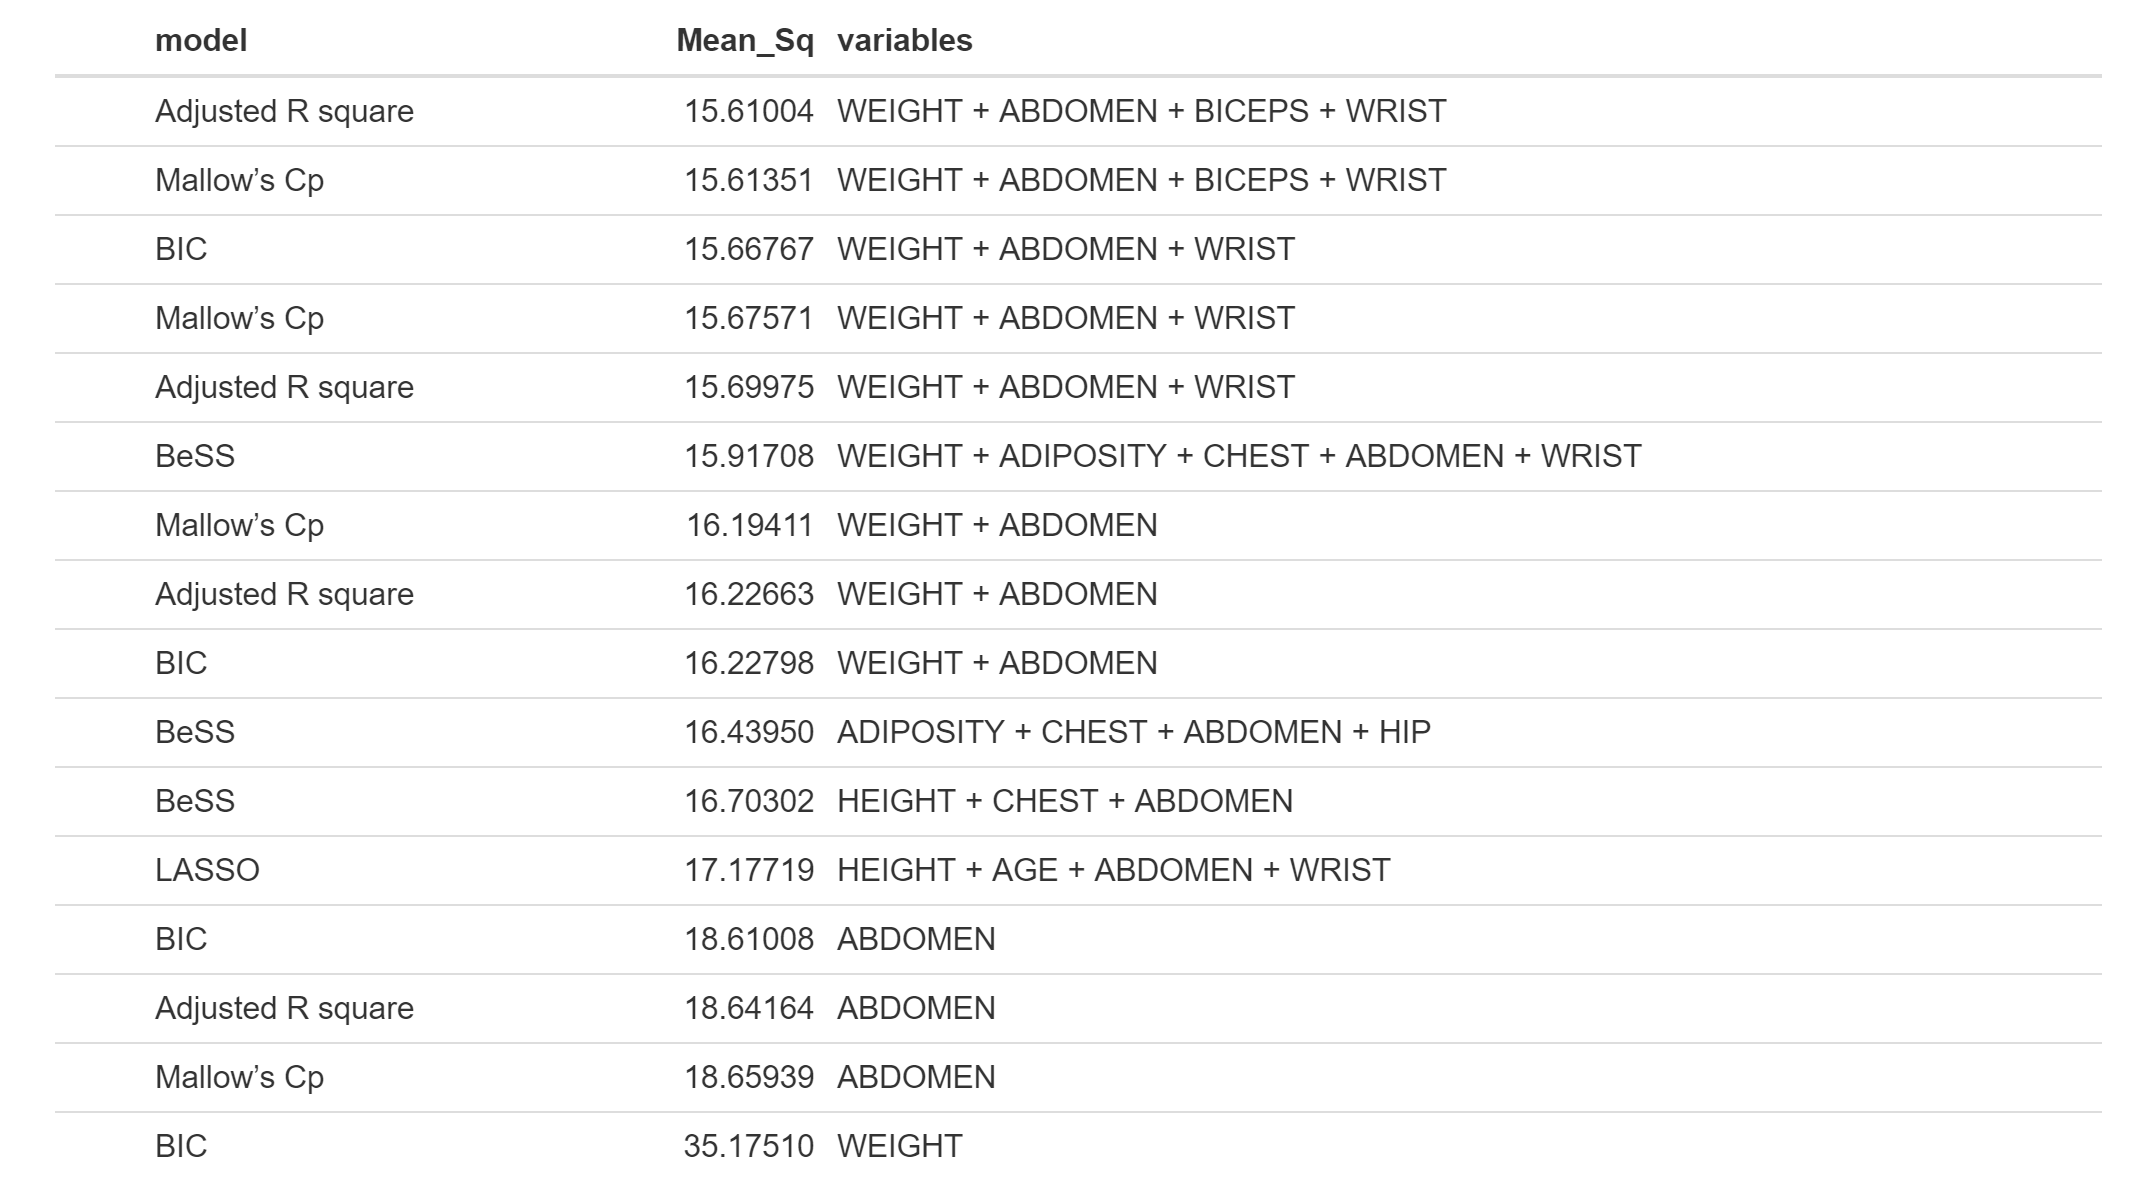 model Mean_Sq variables
Adjusted R square 15.61004 WEIGHT + ABDOMEN + BICEPS + WRIST
Mallow’s Cp 15.61351 WEIGHT + ABDOMEN + BICEPS + WRIST
BIC 15.66767 WEIGHT + ABDOMEN + WRIST
Mallow’s Cp 15.67571 WEIGHT + ABDOMEN + WRIST
Adjusted R square 15.69975 WEIGHT + ABDOMEN + WRIST
BeSS 15.91708 WEIGHT + ADIPOSITY + CHEST + ABDOMEN + WRIST
Mallow’s Cp 16.19411 WEIGHT + ABDOMEN
Adjusted R square 16.22663 WEIGHT + ABDOMEN
BIC 16.22798 WEIGHT + ABDOMEN
BeSS 16.43950 ADIPOSITY + CHEST + ABDOMEN + HIP
BeSS 16.70302 HEIGHT + CHEST + ABDOMEN
LASSO 17.17719 HEIGHT + AGE + ABDOMEN + WRIST
BIC 18.61008 ABDOMEN
Adjusted R square 18.64164 ABDOMEN
Mallow’s Cp 18.65939 ABDOMEN
BIC 35.17510 WEIGHT